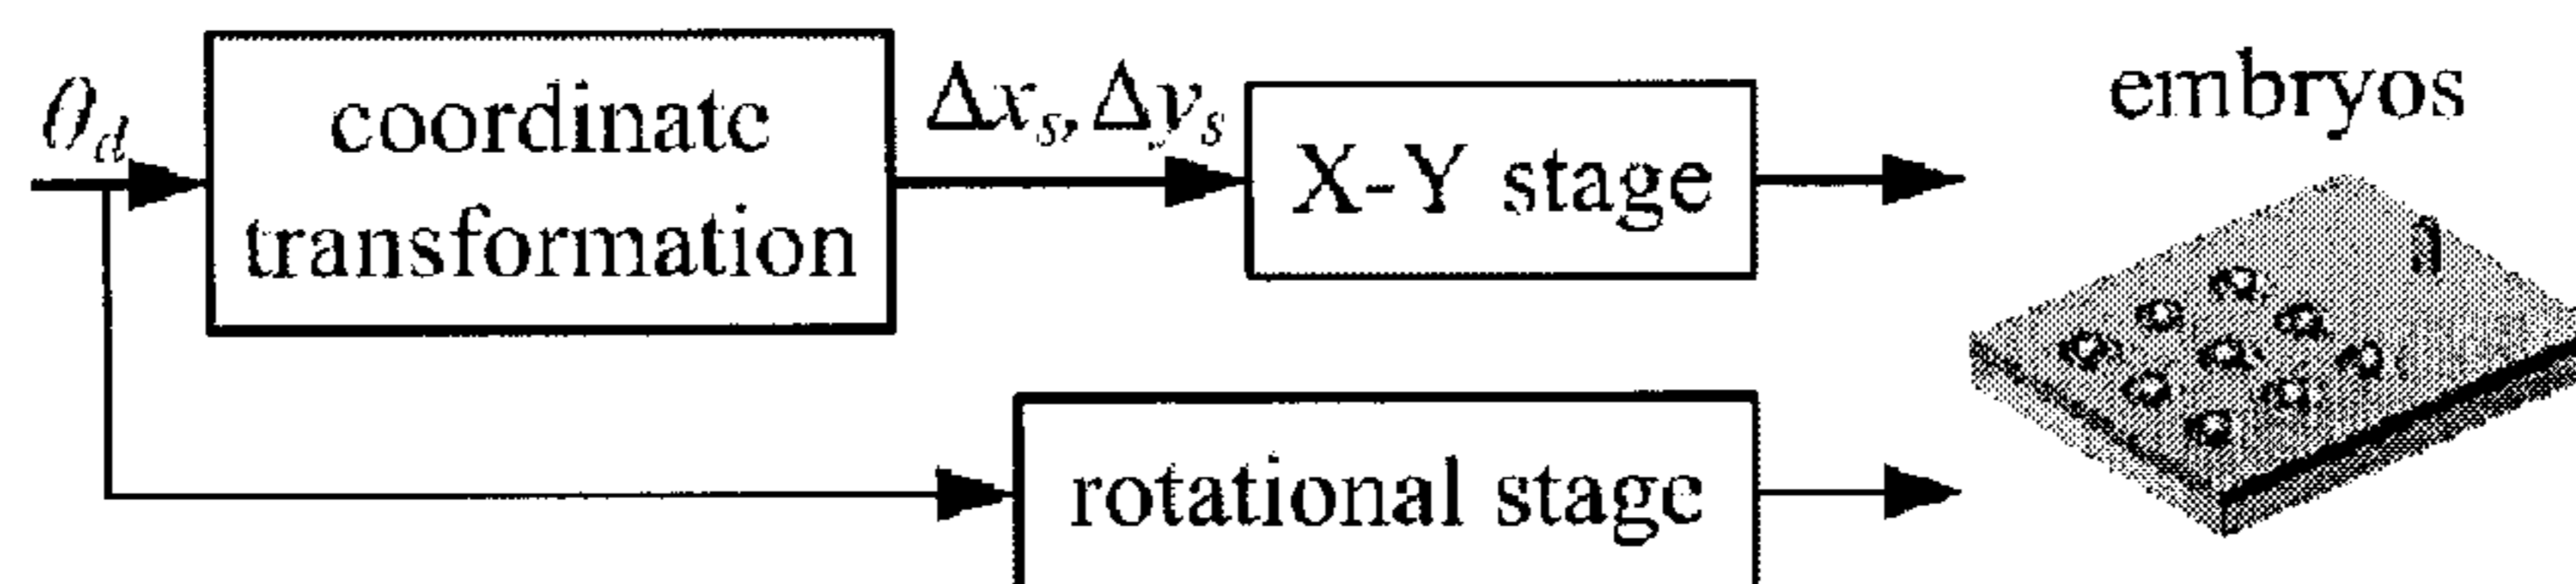 θd
coordinate
transformation
Δxs, Δys
X-Y stage
embryos
rotational stage